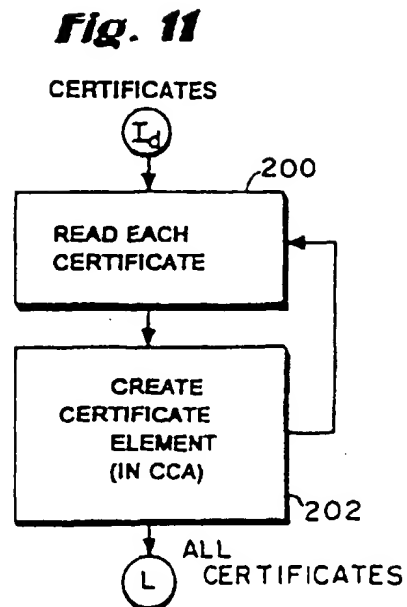 Fig. 11
CERTIFICATES
Id
200
READ EACH
CERTIFICATE
CREATE
CERTIFICATE
ELEMENT
(IN CCA)
202
ALL
CERTIFICATES
L